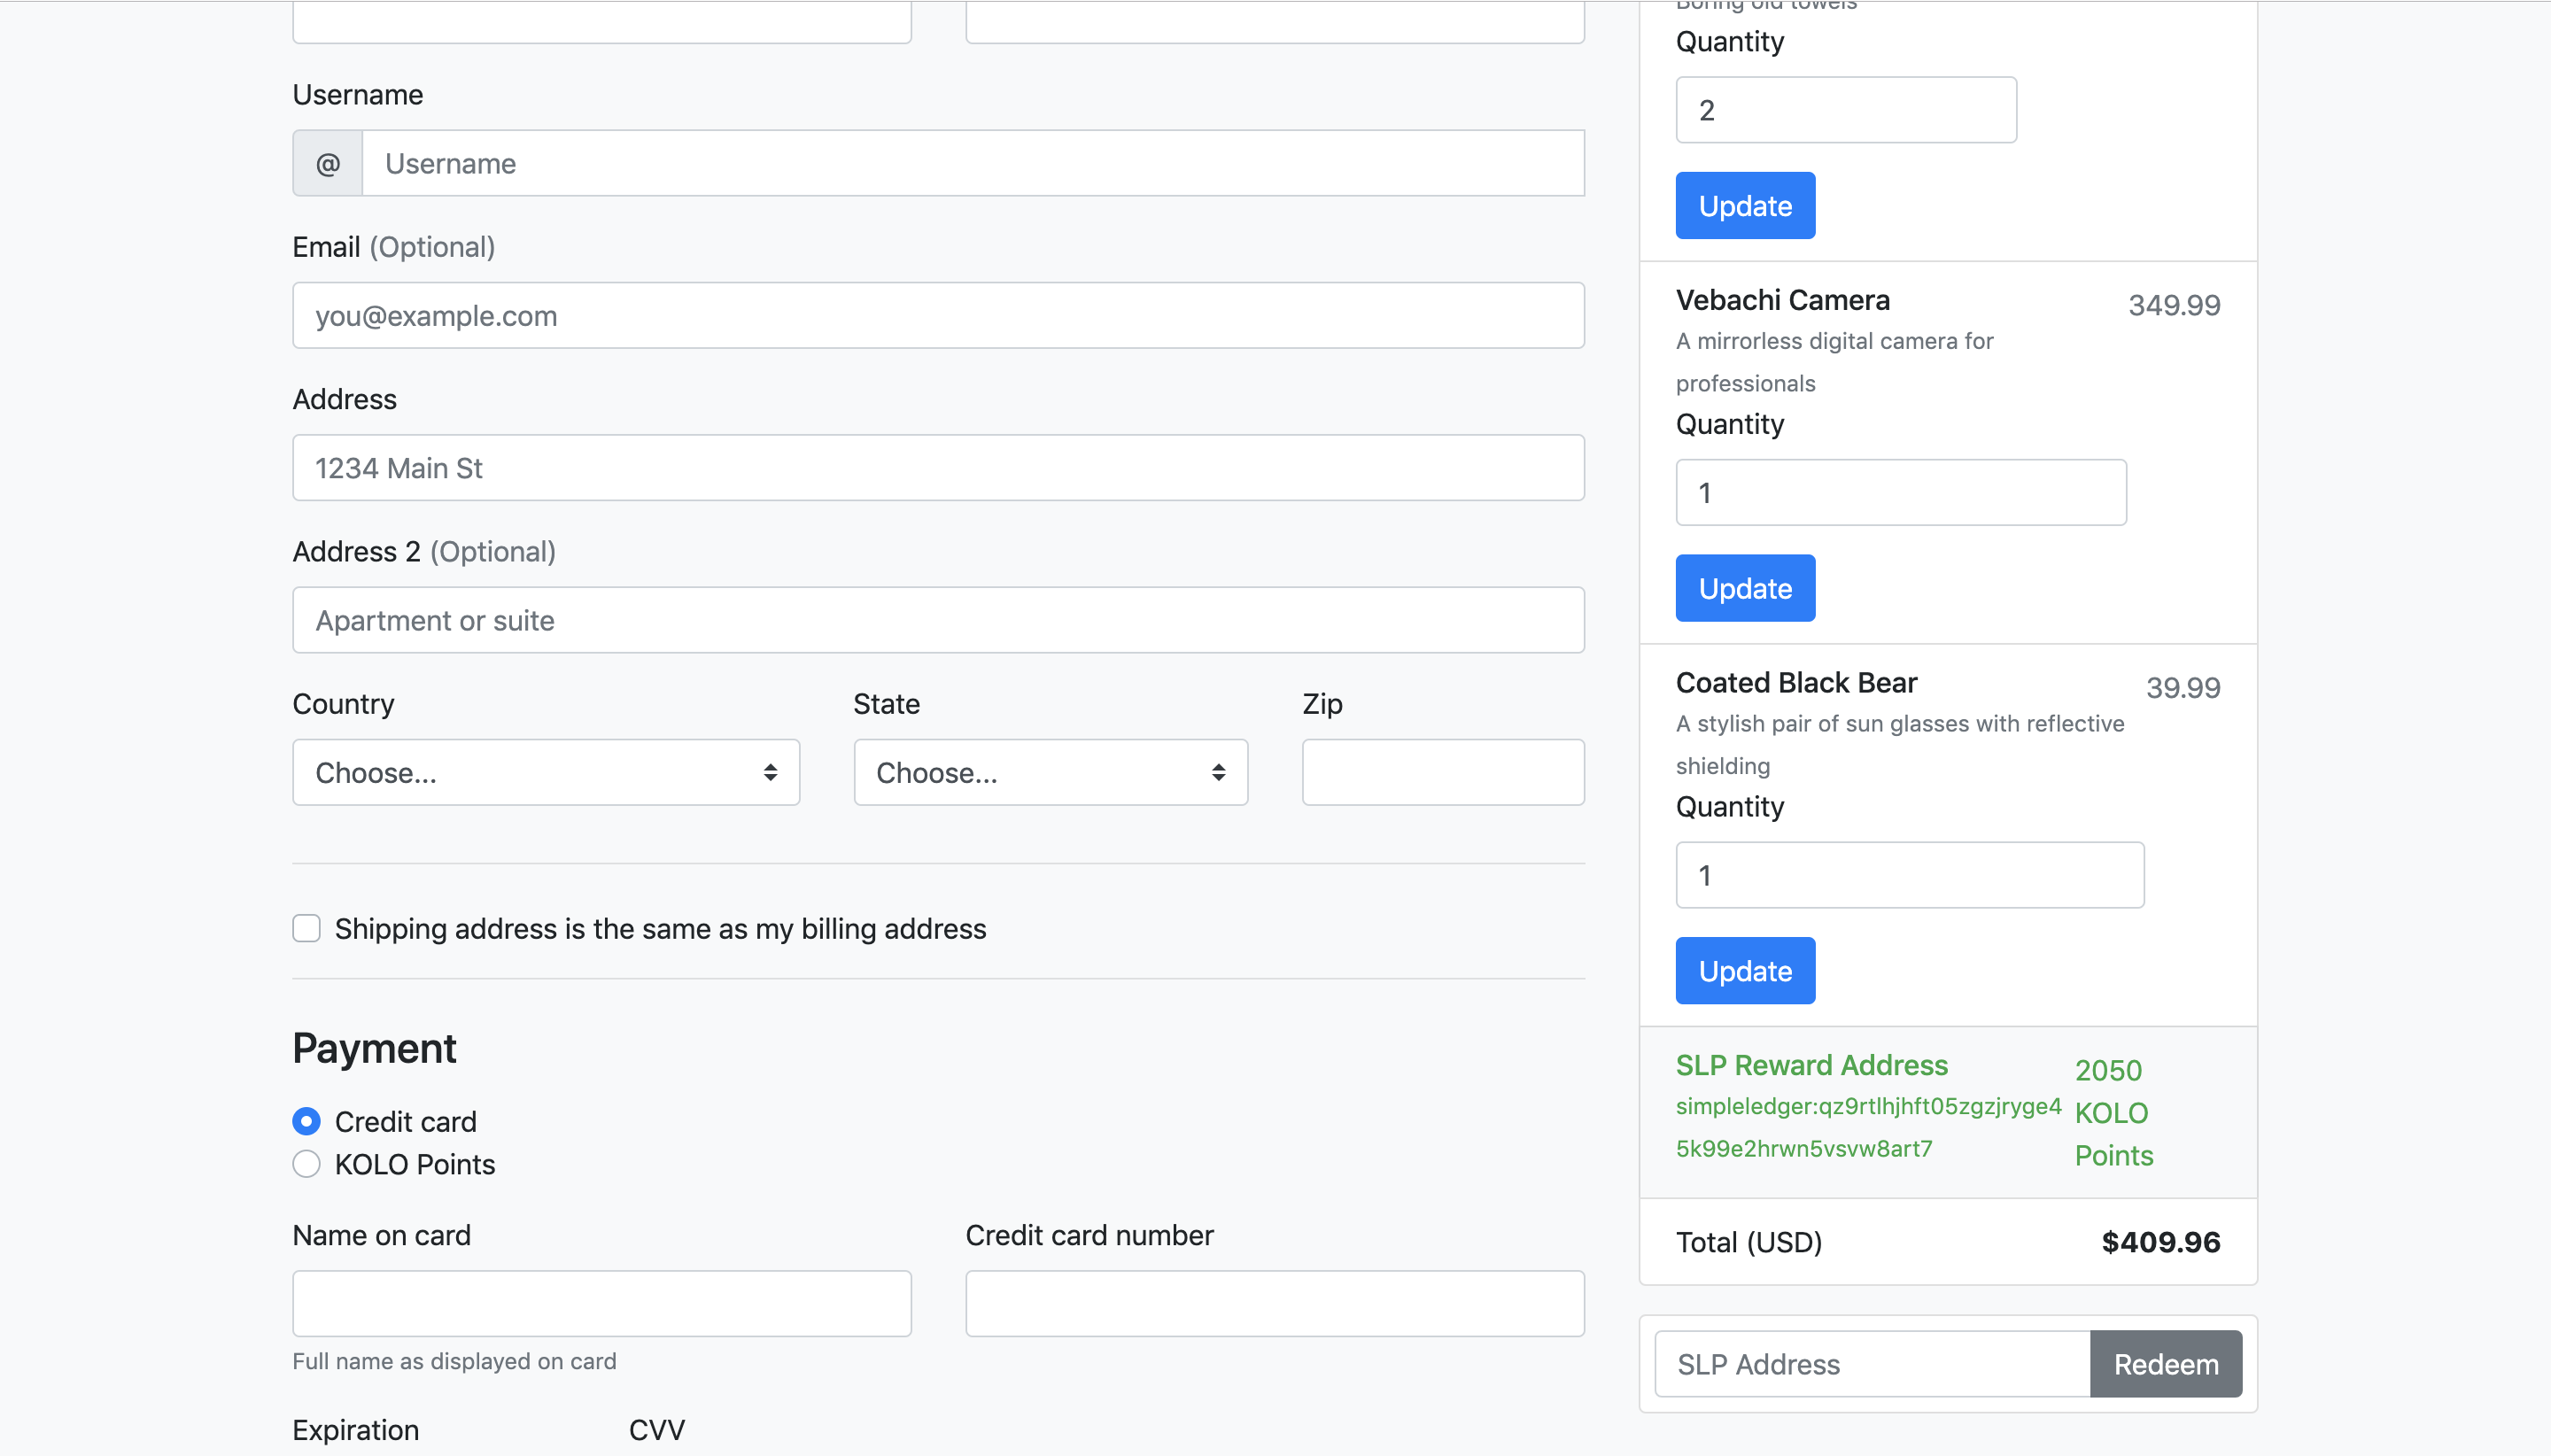 Username
@
Username
Email (Optional)
you@example.com
Address
1234 Main St
Address 2 (Optional)
Apartment or suite
Country
State
Zip
Choose...
Choose...
Shipping address is the same as my billing address
Payment
Credit card
KOLO Points
Name on card
Credit card number
Full name as displayed on card
Expiration
CVV
Boring old towels
Quantity
2
Update
Vebachi Camera
349.99
A mirrorless digital camera for
professionals
Quantity
1
Update
Coated Black Bear
39.99
A stylish pair of sun glasses with reflective
shielding
Quantity
1
Update
SLP Reward Address
simpleledger:qz9rtlhjhft05zgzjryge4
5k99e2hrwn5vsvw8art7
2050
KOLO
Points
Total (USD)
$409.96
SLP Address
Redeem